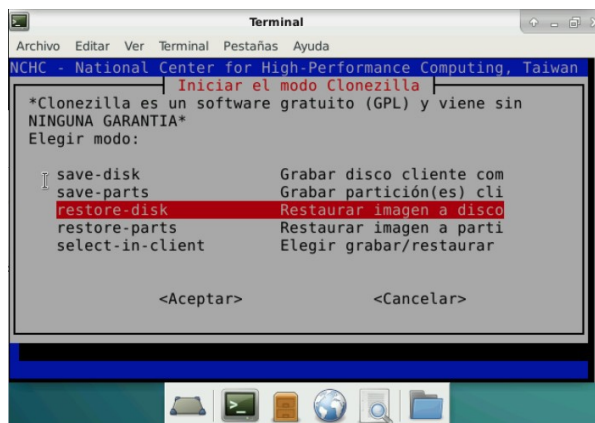 Terminal
Archivo Editar Ver Terminal Pestañas Ayuda
NCHC - National Center for High-Performance Computing, Taiwan
Iniciar el modo Clonezilla
*Clonezilla es un software gratuito (GPL) y viene sin
NINGUNA GARANTIA*
Elegir modo:
save-disk Grabar disco cliente com
save-parts Grabar partición(es) cli
restore-disk Restaurar imagen a disco
restore-parts Restaurar imagen a parti
select-in-client Elegir grabar/restaurar
<Aceptar> <Cancelar>